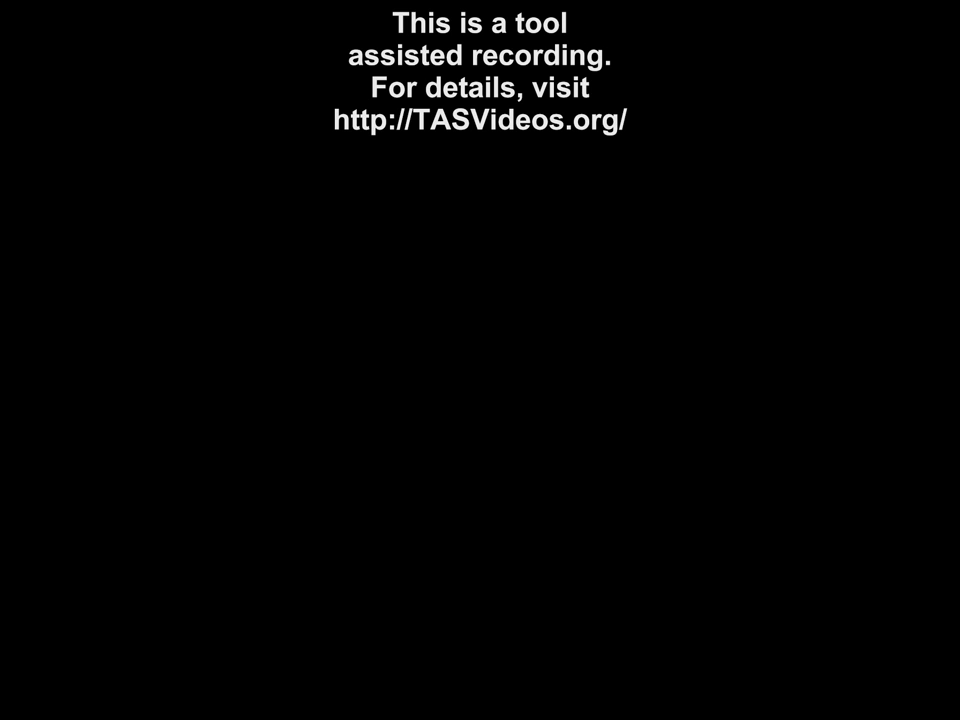 This is a tool
assisted recording.
For details, visit
http://TASVideos.org/